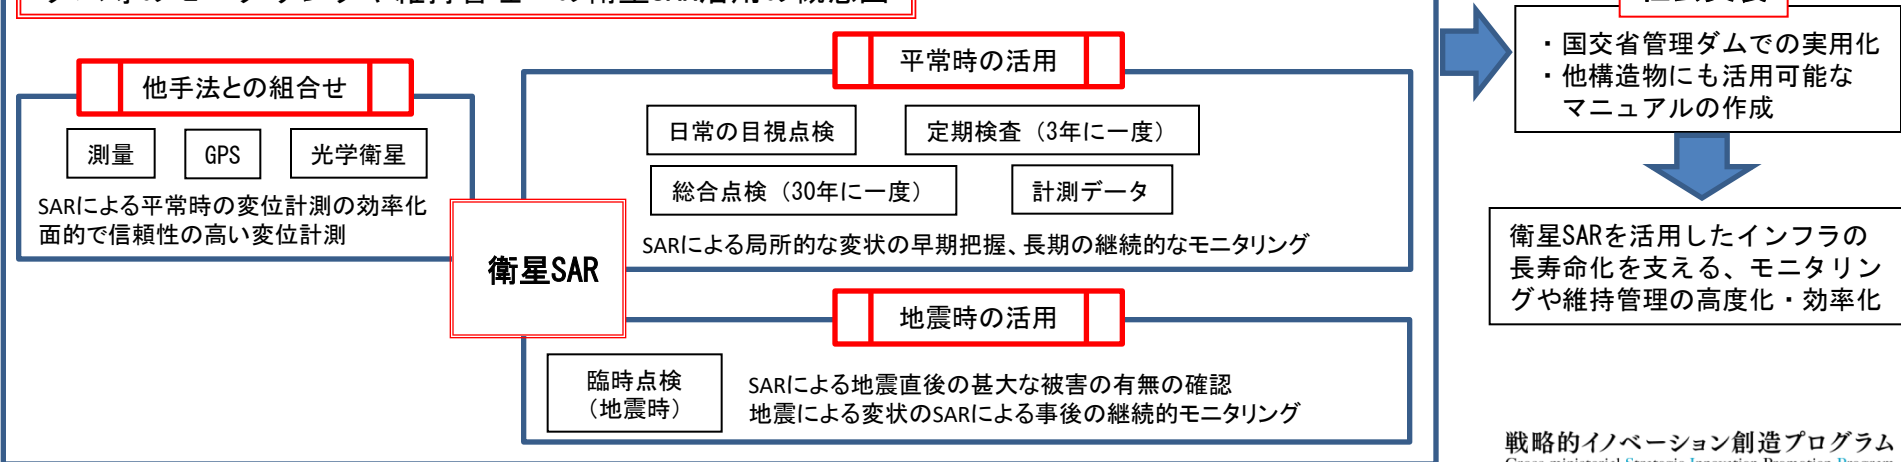 他手法との組合せ
測量
GPS
光学衛星
SARによる平常時の変位計測の効率化
面的で信頼性の高い変位計測
衛星SAR
平常時の活用
日常の目視点検
定期検査（3年に一度）
総合点検（30年に一度）
計測データ
SARによる局所的な変状の早期把握、長期の継続的なモニタリング
地震時の活用
臨時点検
（地震時）
SARによる地震直後の甚大な被害の有無の確認
地震による変状のSARによる事後の継続的モニタリング
・国交省管理ダムでの実用化
・他構造物にも活用可能な
マニュアルの作成
衛星SARを活用したインフラの
長寿命化を支える、モニタリン
グや維持管理の高度化・効率化
戦略的イノベーション創造プログラム